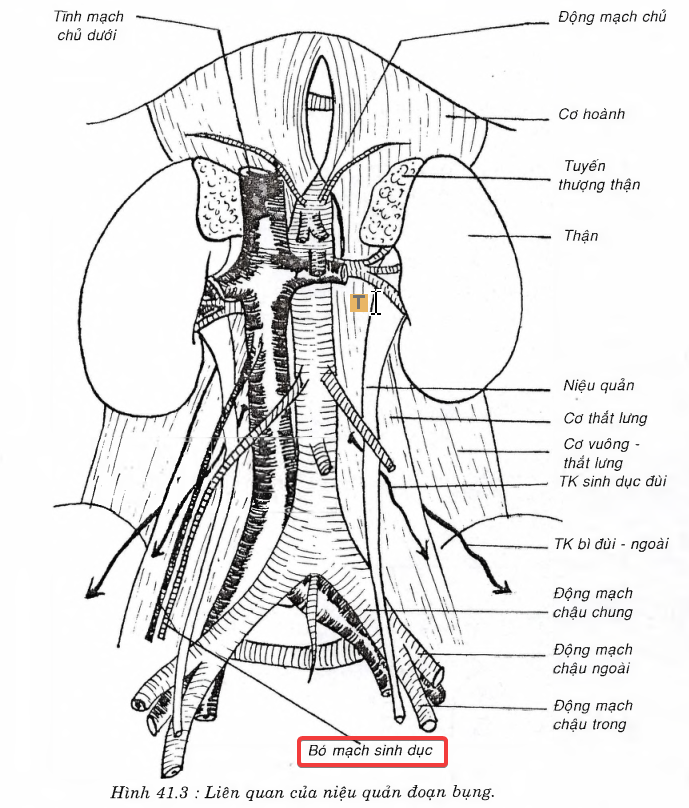 Tĩnh mạch
chủ dưới
Động mạch chủ
Cơ hoành
Tuyến
thượng thận
Thận
T
Niệu quản
Cơ thắt lưng
Cơ vuông -
thắt lưng
TK sinh dục đùi
TK bì đùi - ngoài
Động mạch
chậu chung
Động mạch
chậu ngoài
Động mạch
chậu trong
Bó mạch sinh dục
Hình 41.3 : Liên quan của niệu quản đoạn bụng.